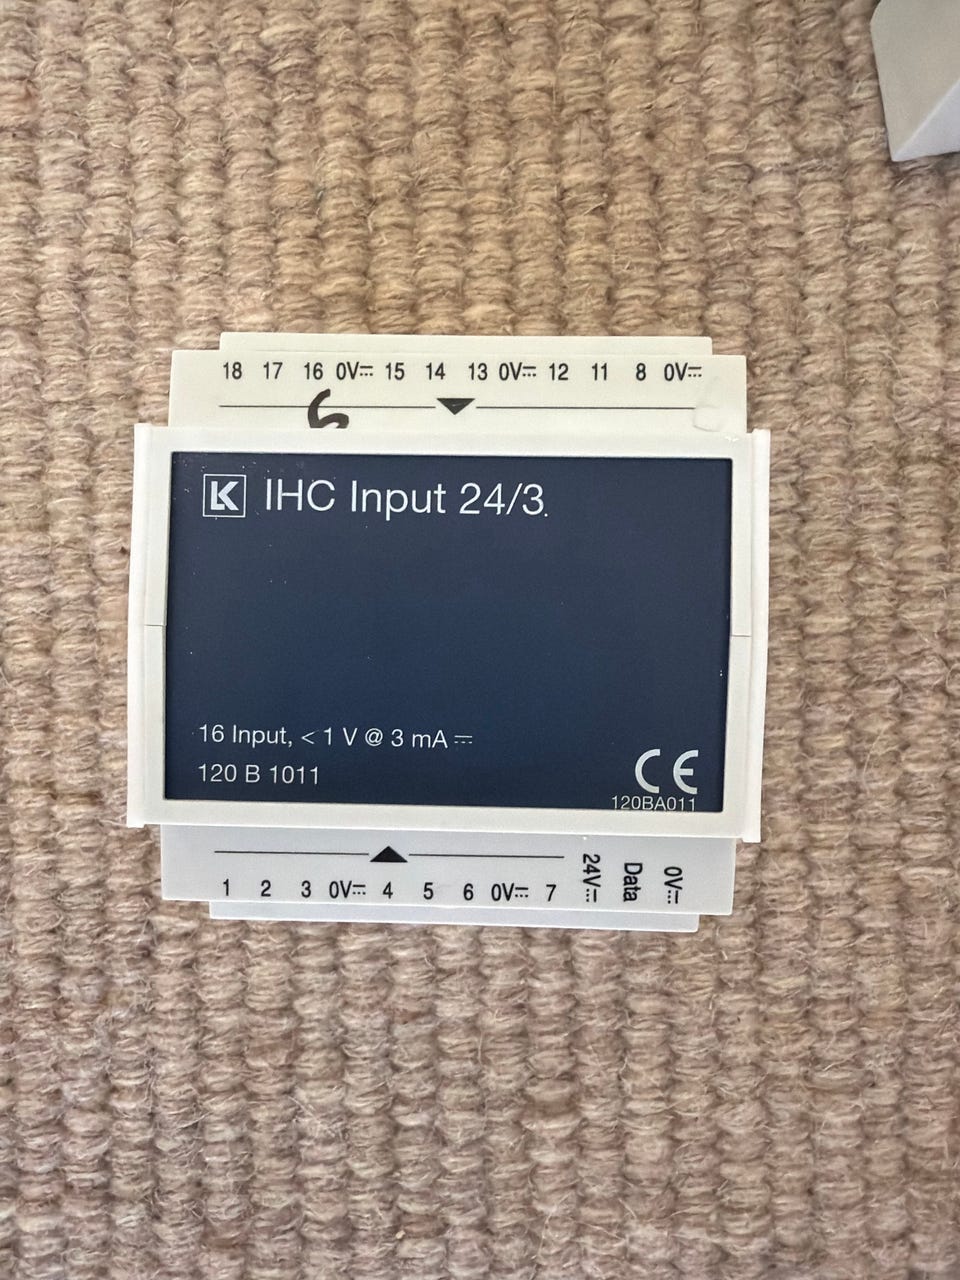 18 17 16 0V⎓ 15 14 13 0V⎓ 12 11 8 0V⎓
6
LK IHC Input 24/3.
16 Input, < 1 V @ 3 mA ⎓
120 B 1011
CE
120BA011
1 2 3 0V⎓ 4 5 6 0V⎓ 7 24V⎓ Data 0V⎓